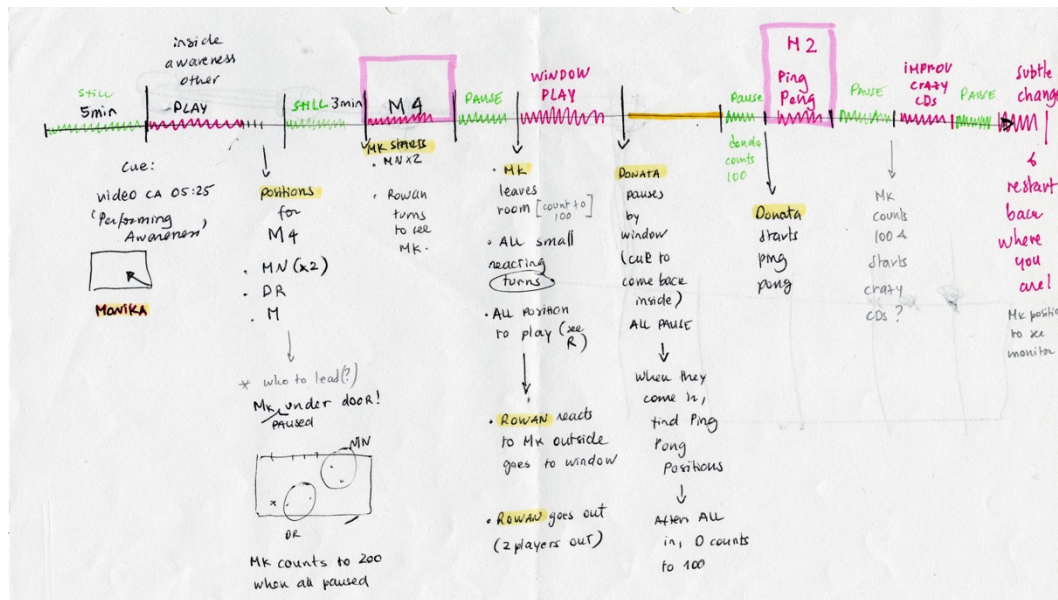 inside
awareness
other
Still
5min
PLAY
STILL 3min
M4
PAUSE
WINDOW
PLAY
Pause
donata
counts
100
M2
Ping
Pong
PAUSE
IMPROV
CRAZY
CDs
PAUSE
Subtle
change
&
restart
back
where
you
are!
Mk position
to see
monitor
cue:
video CA 05:25
'Performing
Awareness'
MoniKA
positions
for
M4
• MN (x2)
• DR
• M
* who to lead(?)
Mk under dooR!
PAUSED
MN
*
DR
Mk counts to 200
when all paused
MK STARTS
• MN x2
• Rowan
turns
to see
MK.
• MK
leaves
room [count to
100]
• ALL small
reacting
turns
• ALL position
to play (see
R)
• ROWAN reacts
to Mk outside
goes to window
• ROWAN goes out
(2 players out)
DONATA
pauses
by
window
(cue to
come back
inside)
ALL PAUSE
When they
come in,
find Ping
Pong
Positions
After ALL
in, D counts
to 100
Donata
starts
ping
pong
Mk
counts
100 &
starts
crazy
CDs?